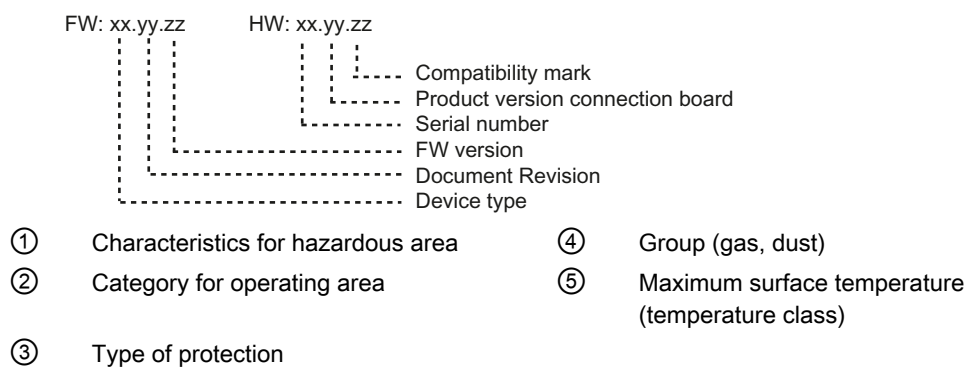 FW: xx.yy.zz HW: xx.yy.zz
Compatibility mark
Product version connection board
Serial number
FW version
Document Revision
Device type
① Characteristics for hazardous area ④ Group (gas, dust)
② Category for operating area ⑤ Maximum surface temperature
(temperature class)
③ Type of protection